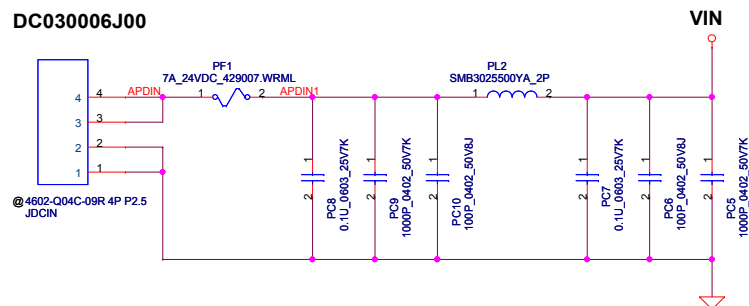 DC030006J00
VIN
PF1
7A_24VDC_429007.WRML
PL2
SMB3025500YA_2P
4 4 APDIN 1 2 APDIN1 1 2
3 3
2 2
1 1
@ 4602-Q04C-09R 4P P2.5
JDCIN
1 2 PC8
0.1U_0603_25V7K
1 2 PC9
1000P_0402_50V7K
1 2 PC10
100P_0402_50V8J
1 2 PC7
0.1U_0603_25V7K
1 2 PC6
100P_0402_50V8J
1 2 PC5
1000P_0402_50V7K